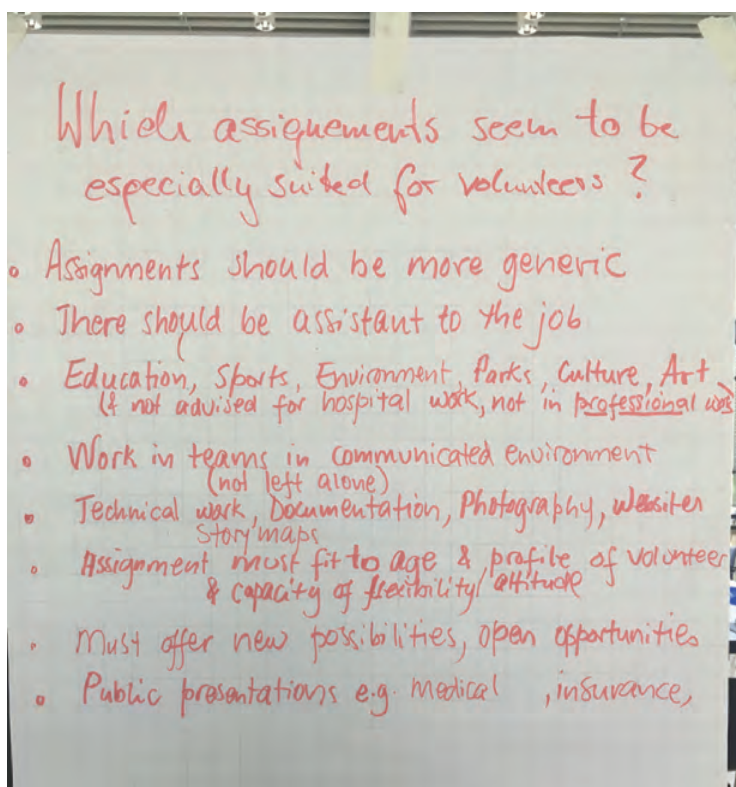 Which assignements seem to be
especially suited for volunteers ?
• Assignments should be more generic
• There should be assistant to the job
• Education, Sports, Environment, Parks, Culture, Art,
(& not advised for hospital work, not in professional work
• Work in teams in communicated environment
(not left alone)
• Technical work, Documentation, Photography, Websites
Story maps
• Assignment must fit to age & profile of volunteer
& capacity of flexibility/attitude
• Must offer new possibilities, open opportunities
• Public presentations e.g. medical , insurance,